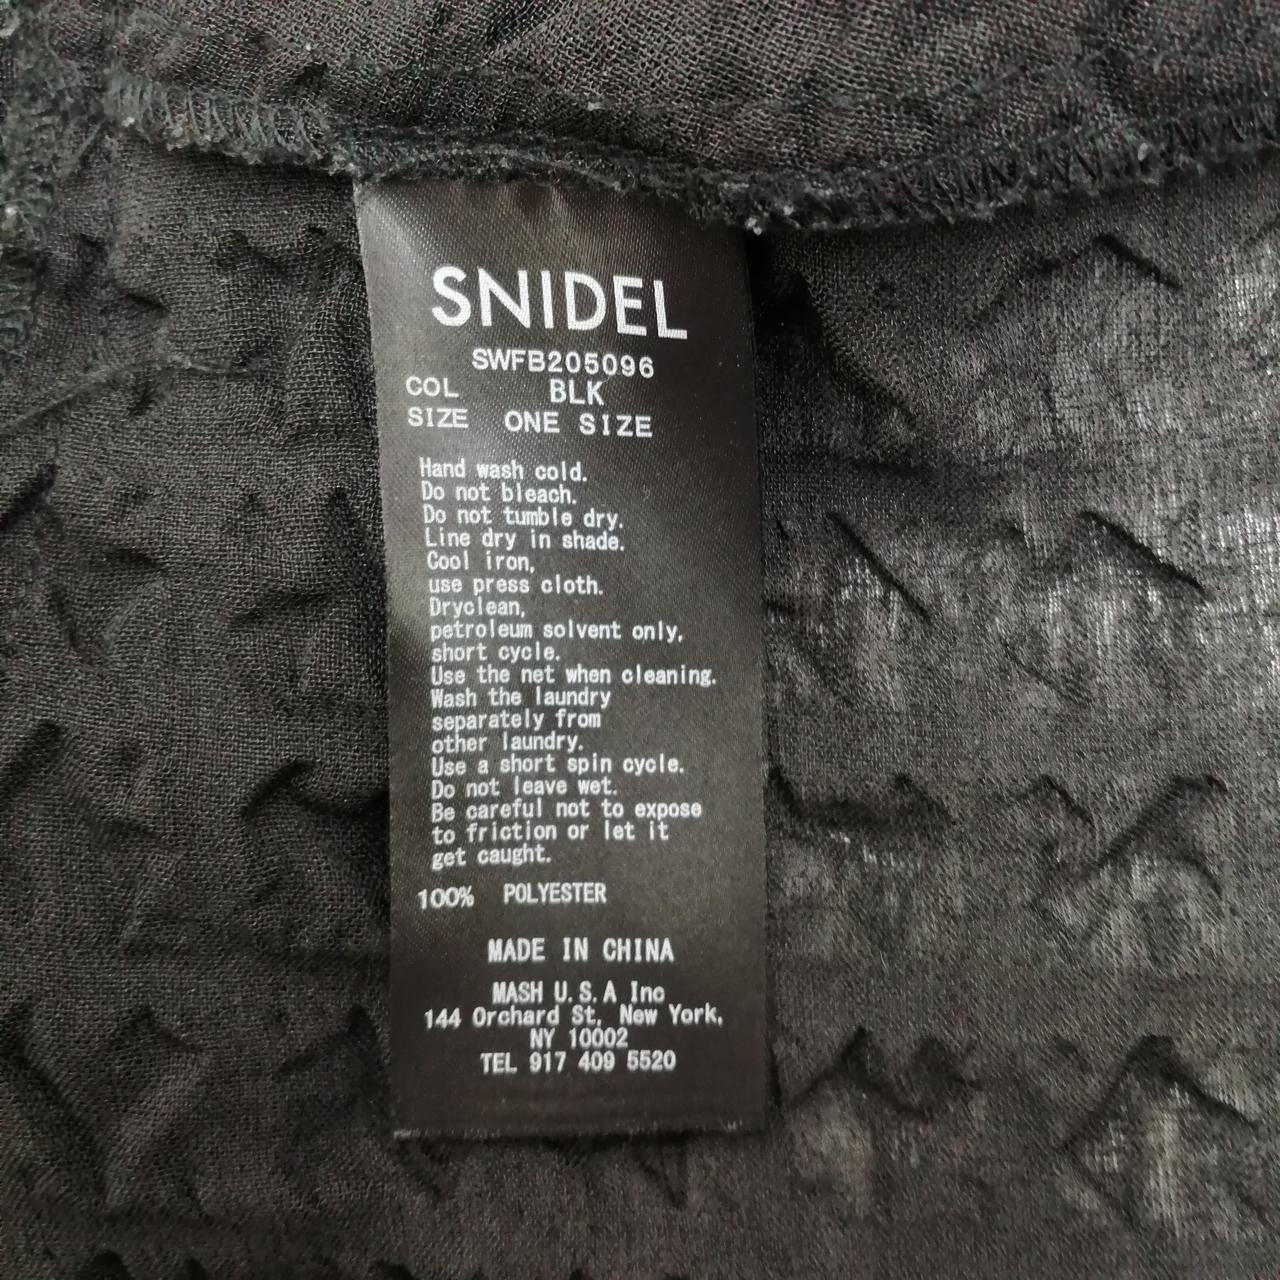 SNIDEL
SWFB205096
COL BLK
SIZE ONE SIZE
Hand wash cold.
Do not bleach.
Do not tumble dry.
Line dry in shade.
Cool iron,
use press cloth.
Dryclean,
petroleum solvent only,
short cycle.
Use the net when cleaning.
Wash the laundry
separately from
other laundry.
Use a short spin cycle.
Do not leave wet.
Be careful not to expose
to friction or let it
get caught.
100% POLYESTER
MADE IN CHINA
MASH U.S.A Inc
144 Orchard St, New York,
NY 10002
TEL 917 409 5520